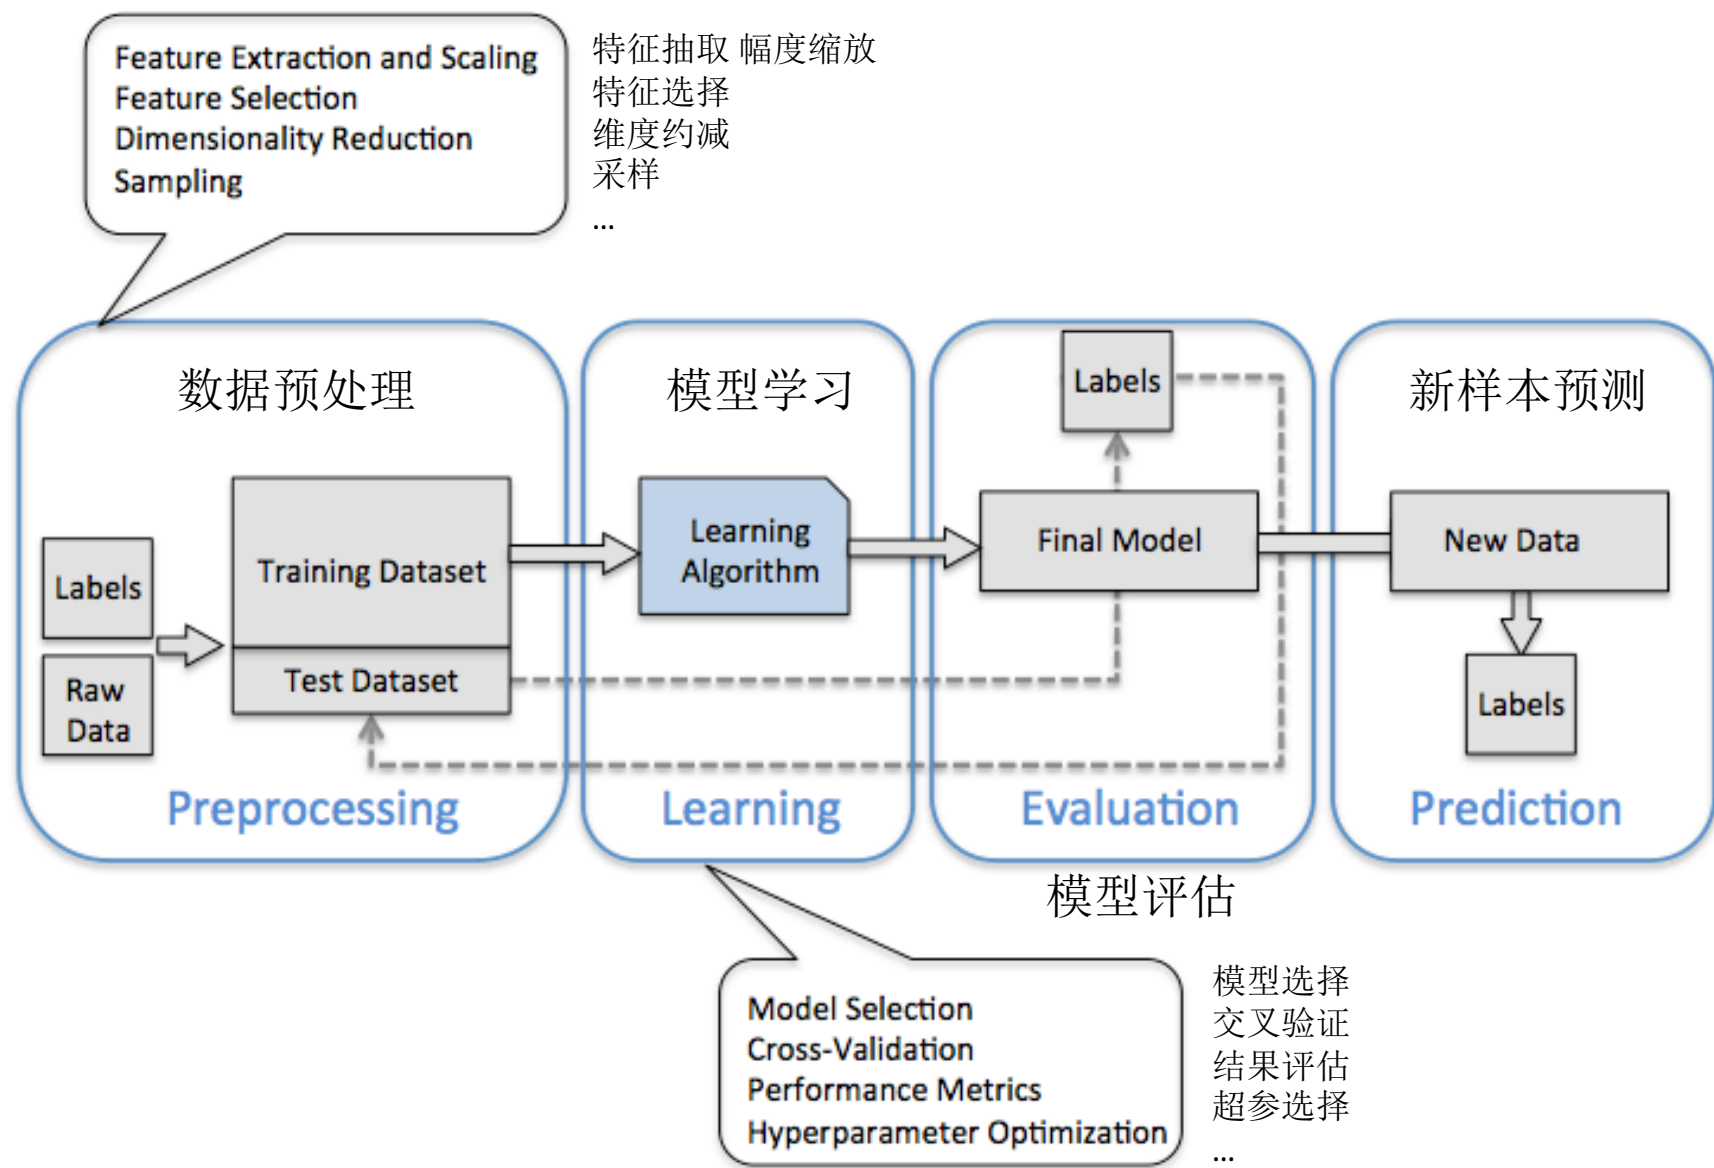 Feature Extraction and Scaling
Feature Selection
Dimensionality Reduction
Sampling
特征抽取 幅度缩放
特征选择
维度约减
采样
...
数据预处理
Labels
Raw
Data
Training Dataset
Test Dataset
Preprocessing
模型学习
Learning
Algorithm
Learning
Labels
Final Model
Evaluation
模型评估
新样本预测
New Data
Labels
Prediction
Model Selection
Cross-Validation
Performance Metrics
Hyperparameter Optimization
模型选择
交叉验证
结果评估
超参选择
...